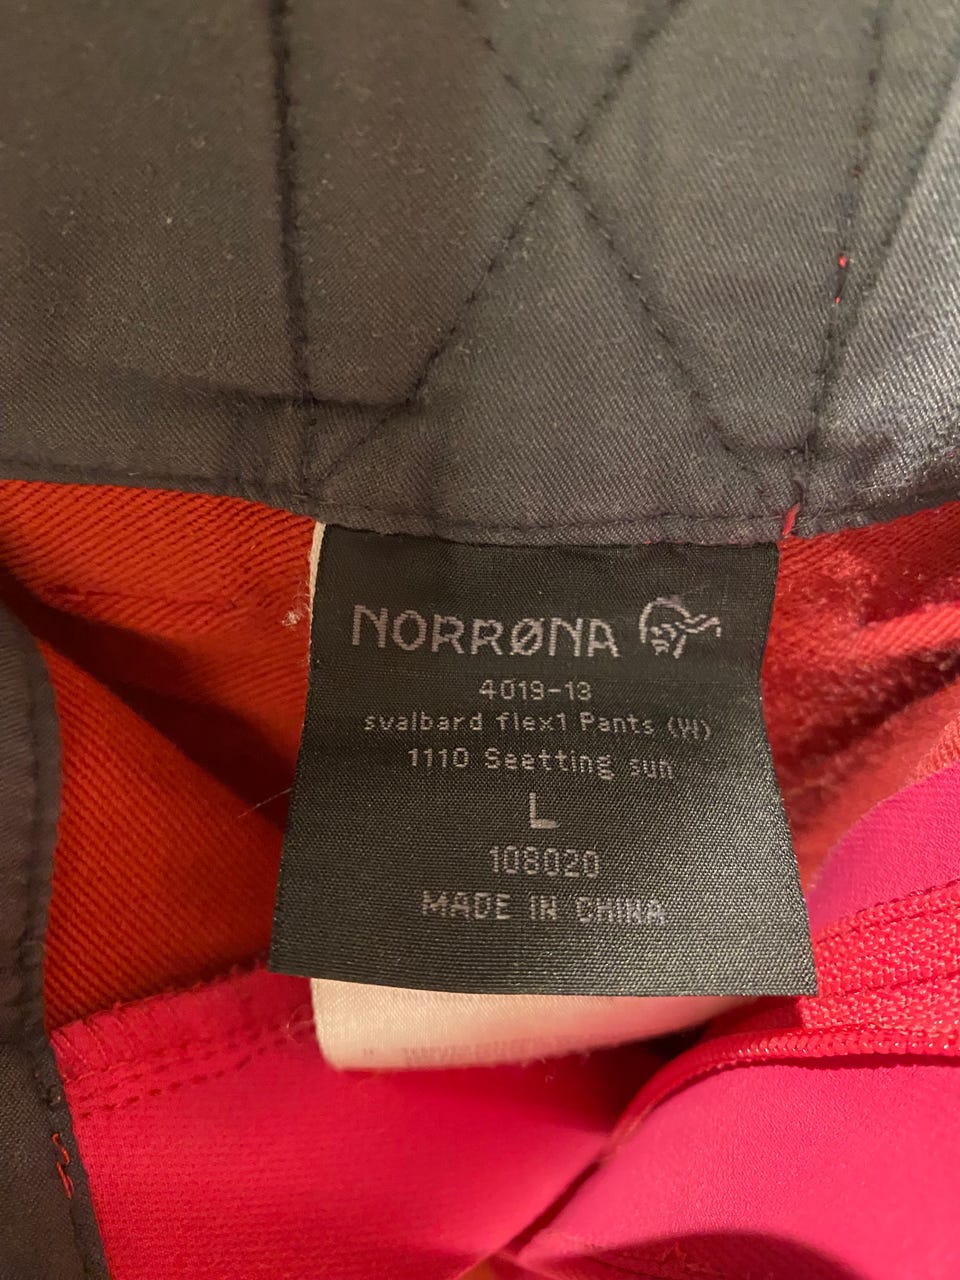 NORRØNA
4019-13
svalbard flex1 Pants (W)
1110 Seetting sun
L
108020
MADE IN CHINA